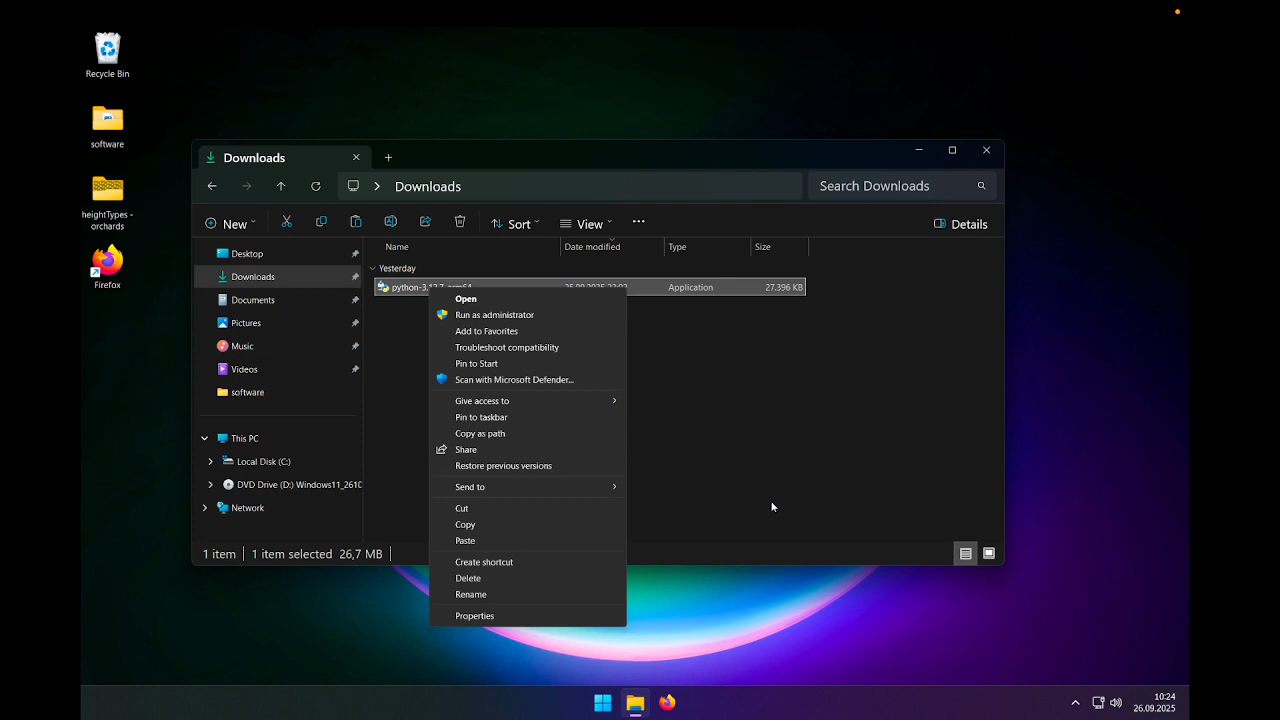 Recycle Bin
software
heightTypes -
orchards
Firefox
Downloads
Downloads
Search Downloads
New
Sort
View
Details
Desktop
Downloads
Documents
Pictures
Music
Videos
software
This PC
Local Disk (C:)
DVD Drive (D:) Windows11_261
Network
Name
Date modified
Type
Size
Yesterday
Application
27.396 KB
Open
Run as administrator
Add to Favorites
Troubleshoot compatibility
Pin to Start
Scan with Microsoft Defender...
Give access to
Pin to taskbar
Copy as path
Share
Restore previous versions
Send to
Cut
Copy
Paste
Create shortcut
Delete
Rename
Properties
1 item
1 item selected 26,7 MB
10:24
26.09.2025